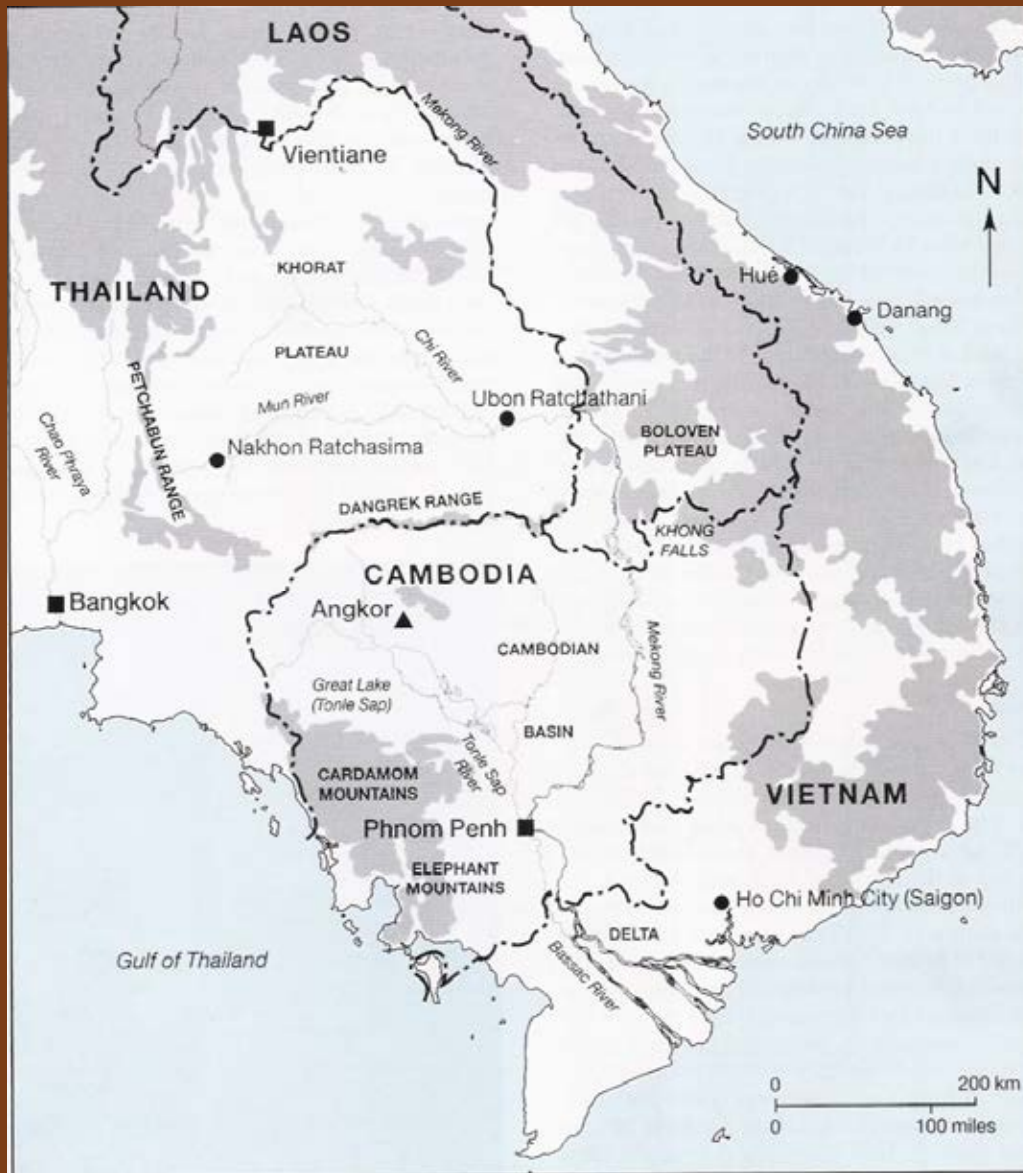 LAOS
Mekong River
South China Sea
Vientiane
N
KHORAT
Hué
THAILAND
Danang
PLATEAU
Chi River
PETCHABUN RANGE
Mun River
Ubon Ratchathani
Chao Phraya
River
BOLOVEN
PLATEAU
Nakhon Ratchasima
DANGREK RANGE
KHONG
FALLS
CAMBODIA
Bangkok
Angkor
CAMBODIAN
Mekong River
Great Lake
(Tonle Sap)
BASIN
Tonle Sap
River
CARDAMOM
MOUNTAINS
VIETNAM
Phnom Penh
ELEPHANT
MOUNTAINS
Ho Chi Minh City (Saigon)
DELTA
Gulf of Thailand
Bassac River
0 200 km
0 100 miles